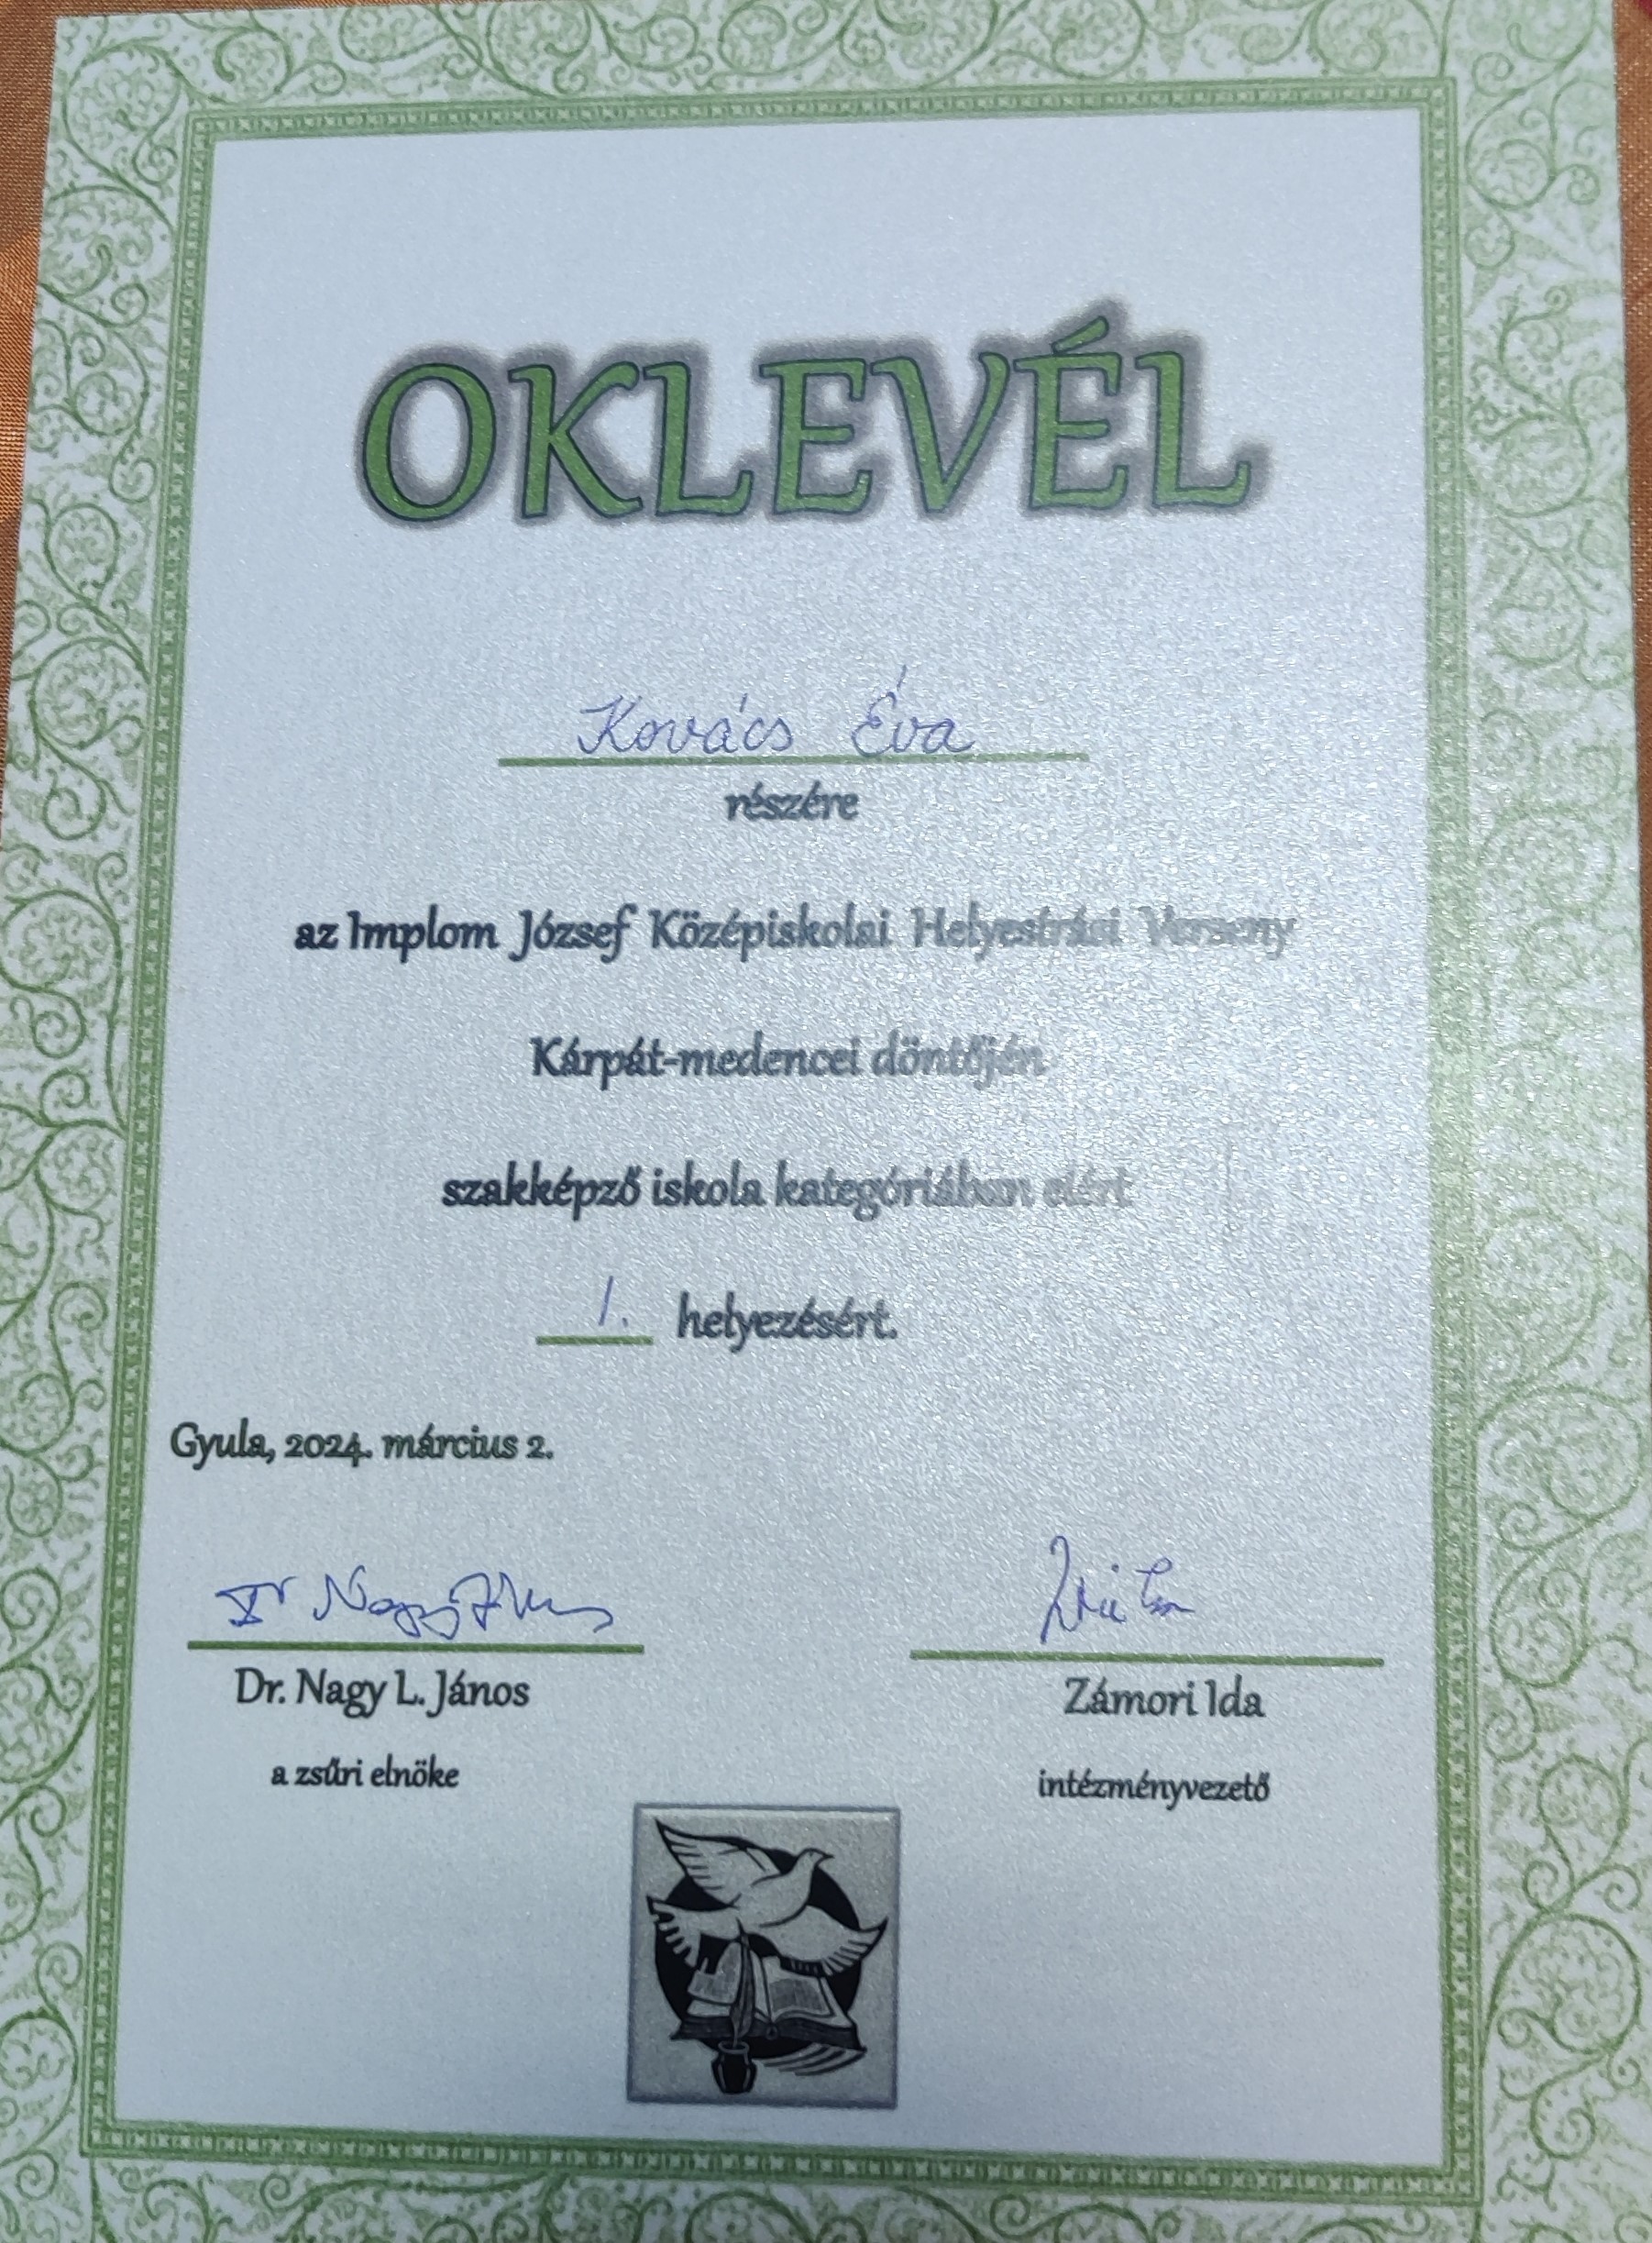 OKLEVÉL
Kovács Éva
részére
az Implom József Középiskolai Helyesírási Verseny
Kárpát-medencei döntőjén
szakképző iskola kategóriában elért
1. helyezésért.
Gyula, 2024. március 2.
Dr. Nagy L. János
Zámori Ida
a zsűri elnöke
intézményvezető